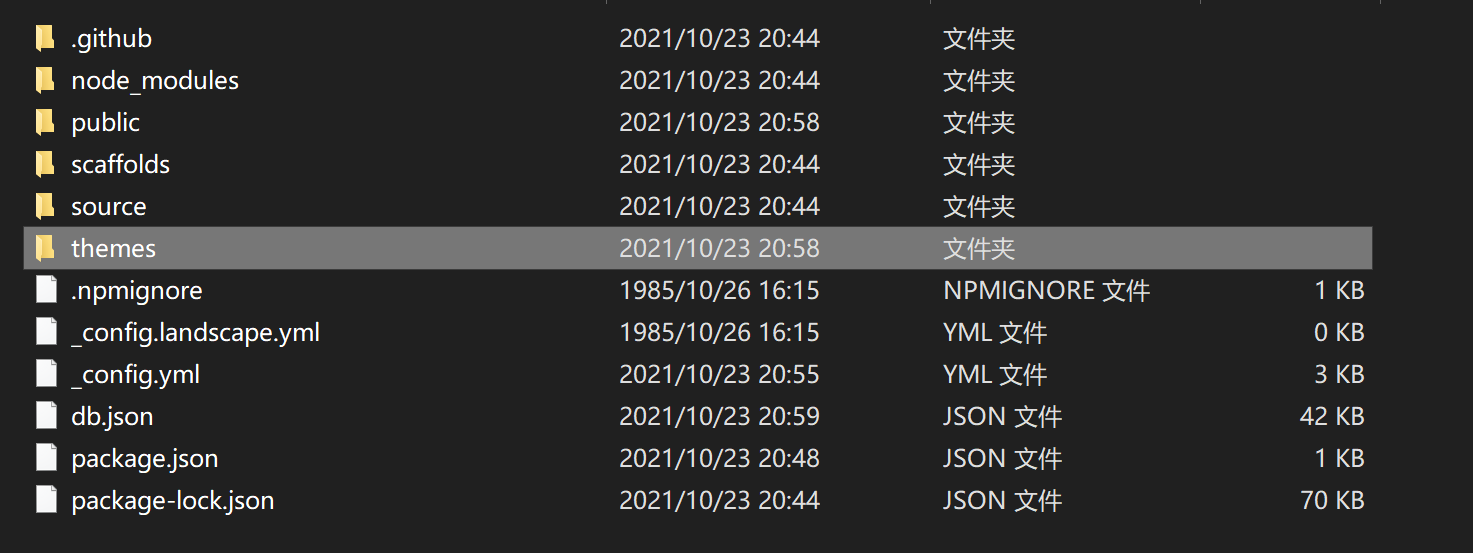 .github 2021/10/23 20:44 文件夹
node_modules 2021/10/23 20:44 文件夹
public 2021/10/23 20:58 文件夹
scaffolds 2021/10/23 20:44 文件夹
source 2021/10/23 20:44 文件夹
themes 2021/10/23 20:58 文件夹
.npmignore 1985/10/26 16:15 NPMIGNORE 文件 1 KB
_config.landscape.yml 1985/10/26 16:15 YML 文件 0 KB
_config.yml 2021/10/23 20:55 YML 文件 3 KB
db.json 2021/10/23 20:59 JSON 文件 42 KB
package.json 2021/10/23 20:48 JSON 文件 1 KB
package-lock.json 2021/10/23 20:44 JSON 文件 70 KB